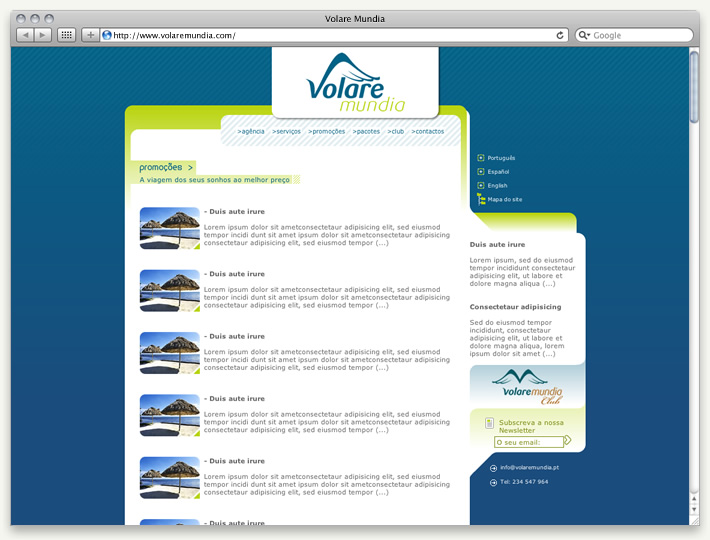 Volare Mundia
http://www.volaremundia.com/
Google
Volare
mundia
>agência >serviços >promoções >pacotes >club >contactos
promoções >
A viagem dos seus sonhos ao melhor preço
- Duis aute irure
Lorem ipsum dolor sit ametconsectetaur adipisicing elit, sed eiusmod
tempor incidi dunt sit amet ipsum dolor sit ametconsectetaur adipisicing
consectetaur adipisicing elit, sed eiusmod tempor (...)
- Duis aute irure
Lorem ipsum dolor sit ametconsectetaur adipisicing elit, sed eiusmod
tempor incidi dunt sit amet ipsum dolor sit ametconsectetaur adipisicing
consectetaur adipisicing elit, sed eiusmod tempor (...)
- Duis aute irure
Lorem ipsum dolor sit ametconsectetaur adipisicing elit, sed eiusmod
tempor incidi dunt sit amet ipsum dolor sit ametconsectetaur adipisicing
consectetaur adipisicing elit, sed eiusmod tempor (...)
- Duis aute irure
Lorem ipsum dolor sit ametconsectetaur adipisicing elit, sed eiusmod
tempor incidi dunt sit amet ipsum dolor sit ametconsectetaur adipisicing
consectetaur adipisicing elit, sed eiusmod tempor (...)
- Duis aute irure
Lorem ipsum dolor sit ametconsectetaur adipisicing elit, sed eiusmod
tempor incidi dunt sit amet ipsum dolor sit ametconsectetaur adipisicing
consectetaur adipisicing elit, sed eiusmod tempor (...)
- Duis aute irure
Português
Español
English
Mapa do site
Duis aute irure
Lorem ipsum, sed do eiusmod
tempor incididunt consectetaur
adipisicing elit, ut labore et
dolore magna aliqua (...)
Consectetaur adipisicing
Sed do eiusmod tempor
incididunt, consectetaur
adipisicing elit, ut labore et
dolore magna aliqua, lorem
ipsum dolor sit amet (...)
volaremundia
Club
Subscreva a nossa
Newsletter
O seu email:
info@volaremundia.pt
Tel: 234 547 964